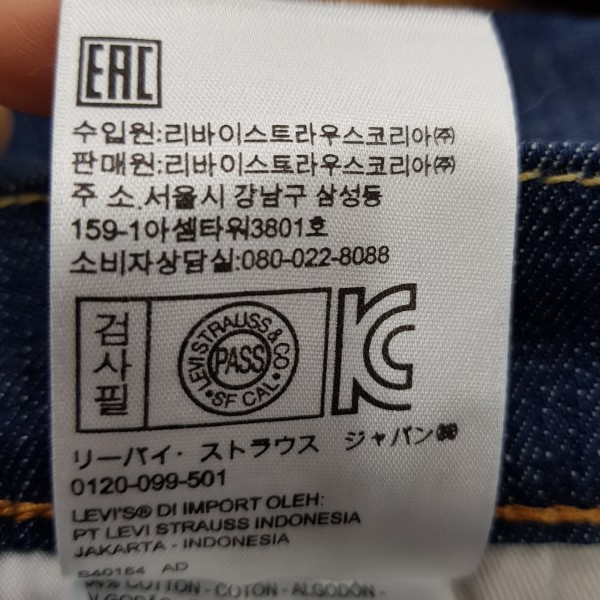 EAC
수입원:리바이스트라우스코리아㈜
판매원:리바이스트라우스코리아㈜
주 소.서울시 강남구 삼성동
159-1아셈타워3801호
소비자상담실:080-022-8088
검사필
LEVI STRAUSS & CO
PASS
SF CAL
KC
リーバイ・ストラウス ジャパン㈱
0120-099-501
LEVI'S® DI IMPORT OLEH:
PT LEVI STRAUSS INDONESIA
JAKARTA - INDONESIA
AD
COTTON - COTON - ALGODÓN -